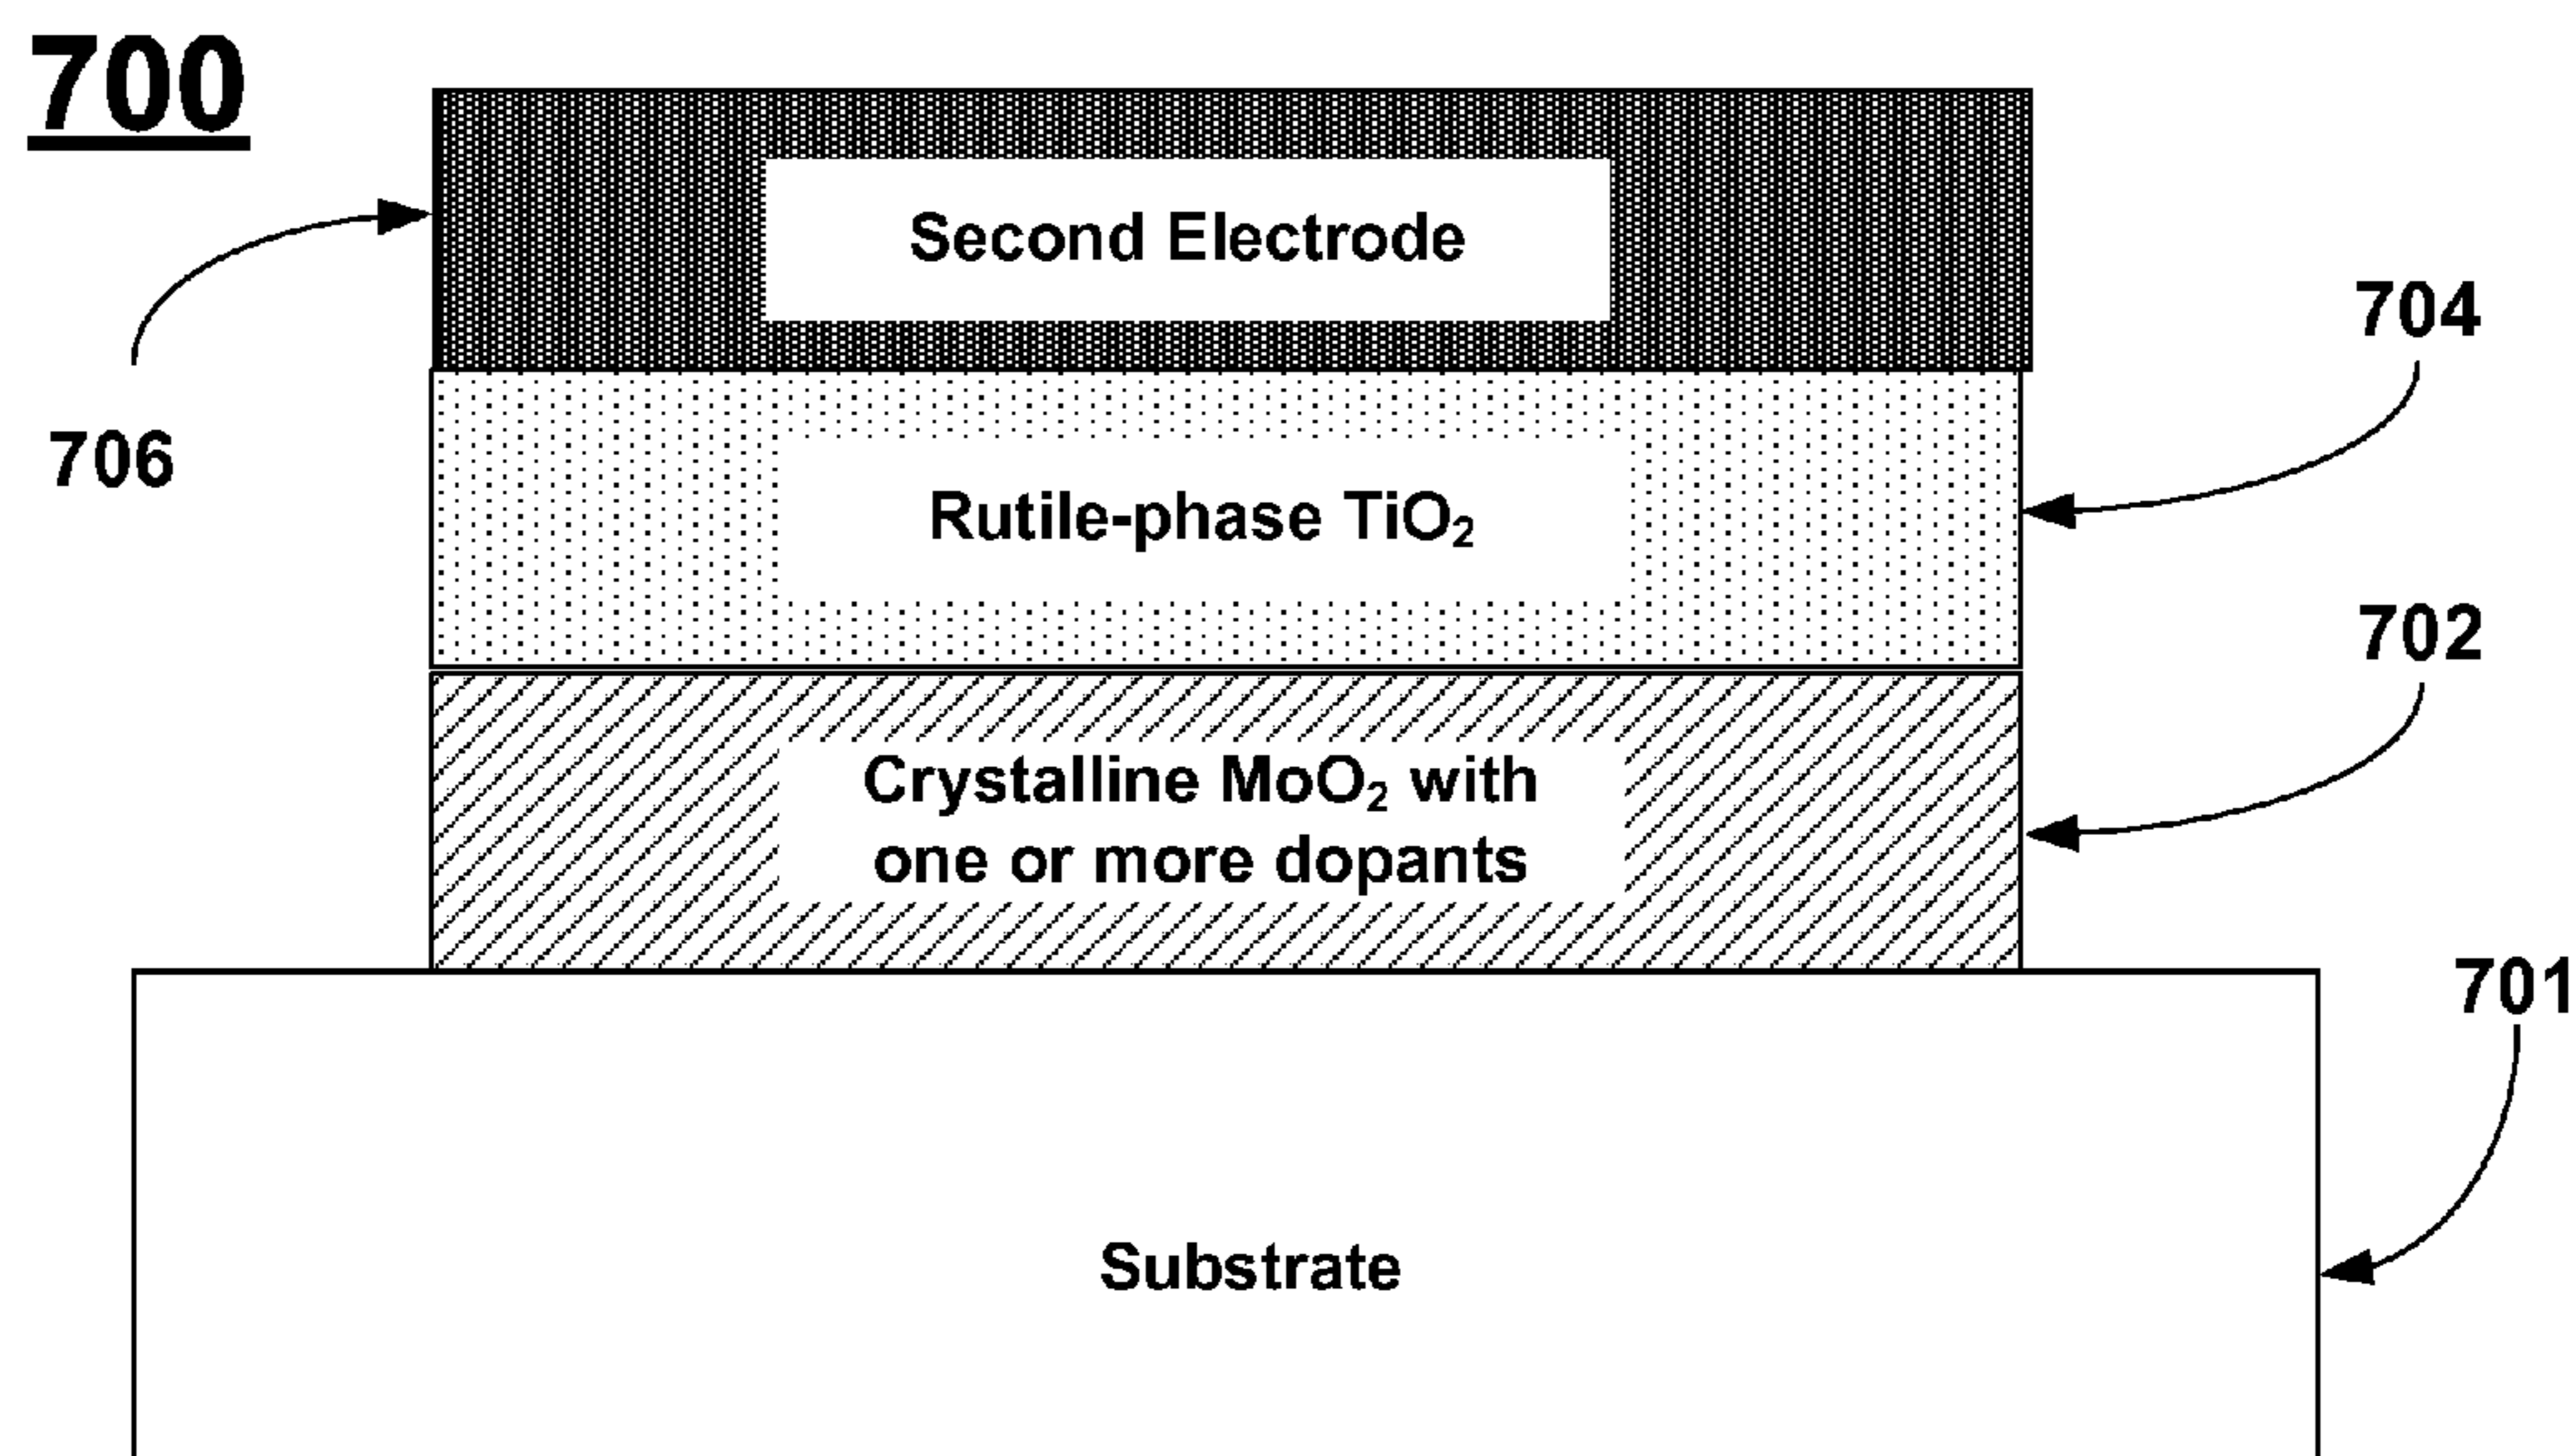 700
Second Electrode
704
706
Rutile-phase TiO₂
702
Crystalline MoO₂ with
one or more dopants
701
Substrate